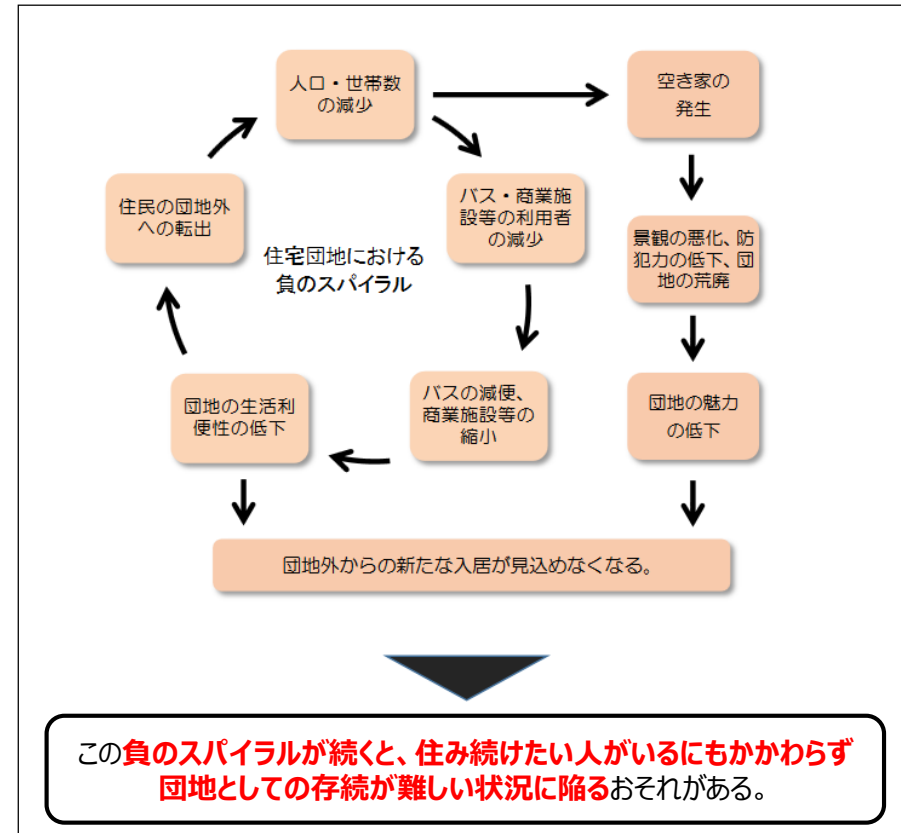 人口・世帯数
の減少
空き家の
発生
住民の団地外
への転出
バス・商業施
設等の利用者
の減少
景観の悪化、防
犯力の低下、団
地の荒廃
住宅団地における
負のスパイラル
団地の生活利
便性の低下
バスの減便、
商業施設等の
縮小
団地の魅力
の低下
団地外からの新たな入居が見込めなくなる。
この負のスパイラルが続くと、住み続けたい人がいるにもかかわらず
団地としての存続が難しい状況に陥るおそれがある。